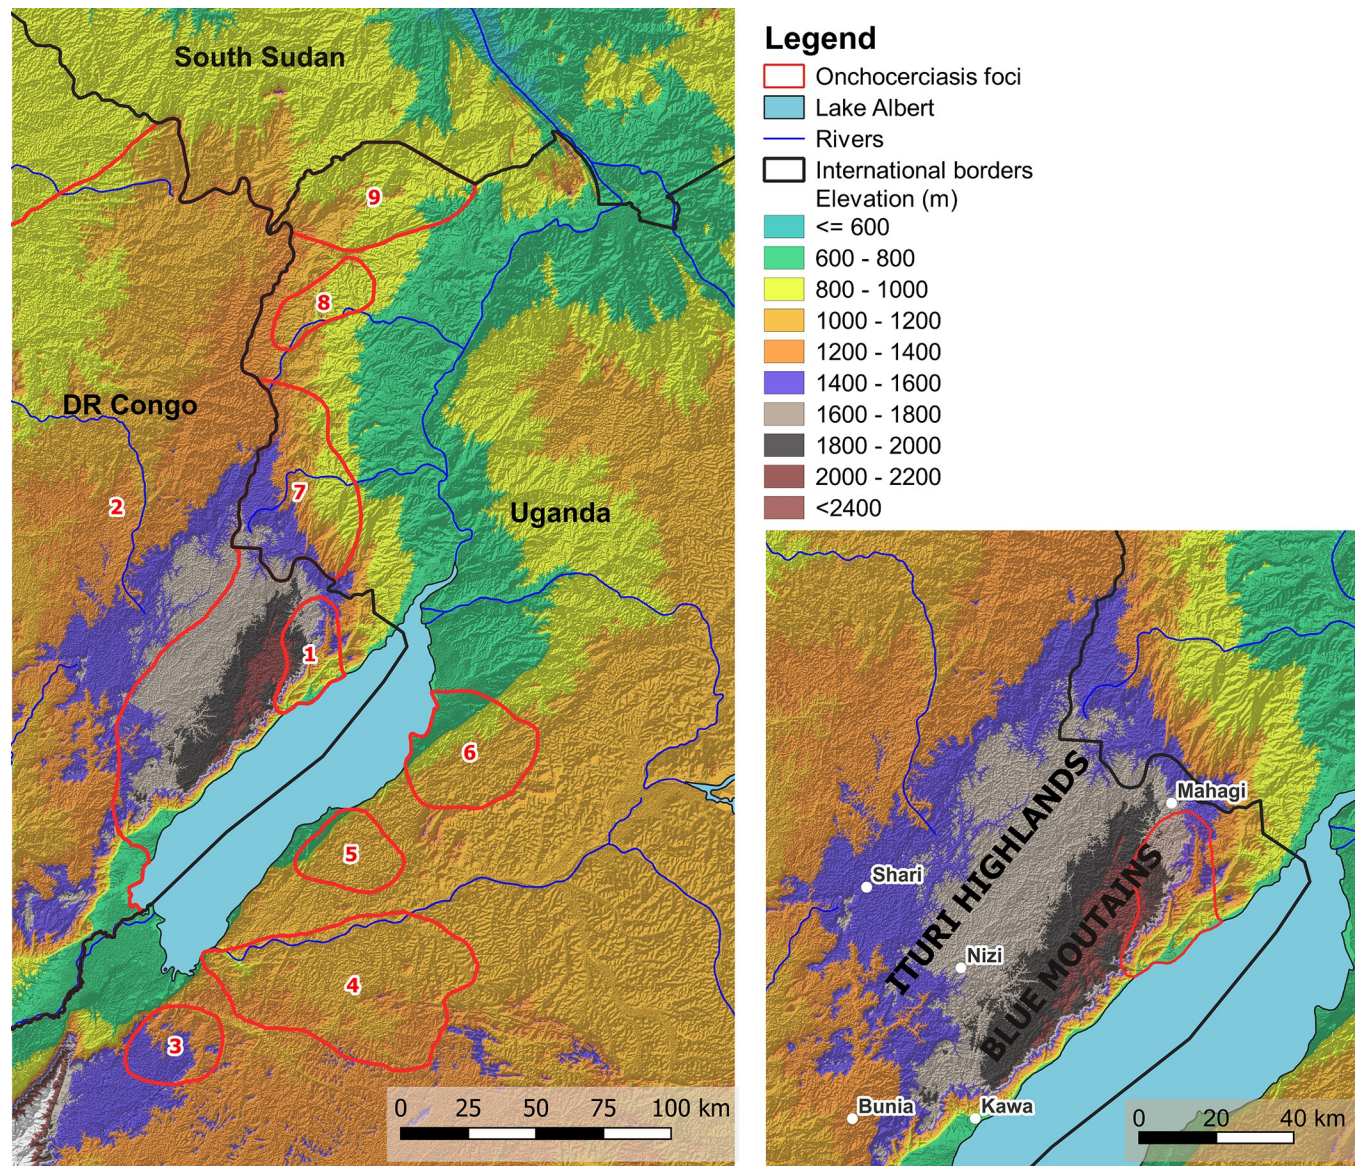 South Sudan
9
8
DR Congo
7
2
Uganda
1
6
5
4
3
0 25 50 75 100 km
Legend
Onchocerciasis foci
Lake Albert
Rivers
International borders
Elevation (m)
<= 600
600 - 800
800 - 1000
1000 - 1200
1200 - 1400
1400 - 1600
1600 - 1800
1800 - 2000
2000 - 2200
<2400
Mahagi
ITURI HIGHLANDS
BLUE MOUTAINS
Shari
Nizi
Bunia
Kawa
0 20 40 km